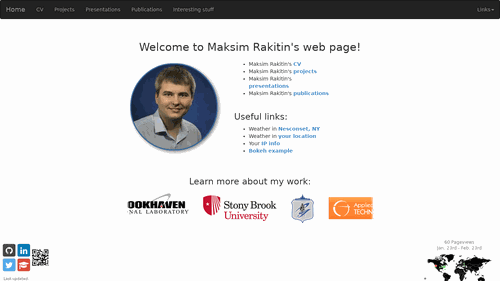 Home CV Projects Presentations Publications Interesting stuff Links
Welcome to Maksim Rakitin's web page!
Maksim Rakitin's CV
Maksim Rakitin's projects
Maksim Rakitin's
presentations
Maksim Rakitin's publications
Useful links:
Weather in Nesconset, NY
Weather in your location
Your IP info
Bokeh example
Learn more about my work:
OOKHAVEN
NAL LABORATORY
Stony Brook
University
Applie
TECHN
60 Pageviews
Jan. 23rd - Feb. 23rd
Last updated: